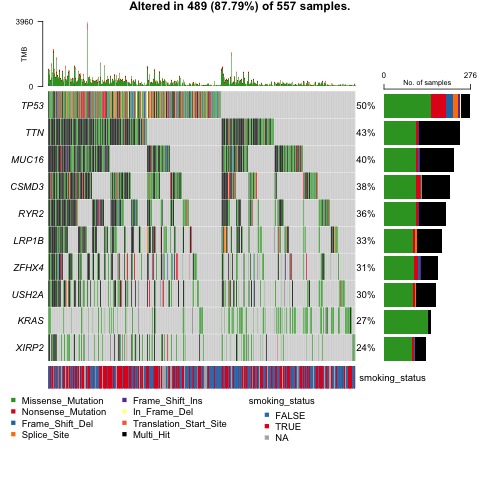 Altered in 489 (87.79%) of 557 samples.
3960
TMB
0
0 276
No. of samples
TP53 50%
TTN 43%
MUC16 40%
CSMD3 38%
RYR2 36%
LRP1B 33%
ZFHX4 31%
USH2A 30%
KRAS 27%
XIRP2 24%
smoking_status
Missense_Mutation
Nonsense_Mutation
Frame_Shift_Del
Splice_Site
Frame_Shift_Ins
In_Frame_Del
Translation_Start_Site
Multi_Hit
smoking_status
FALSE
TRUE
NA